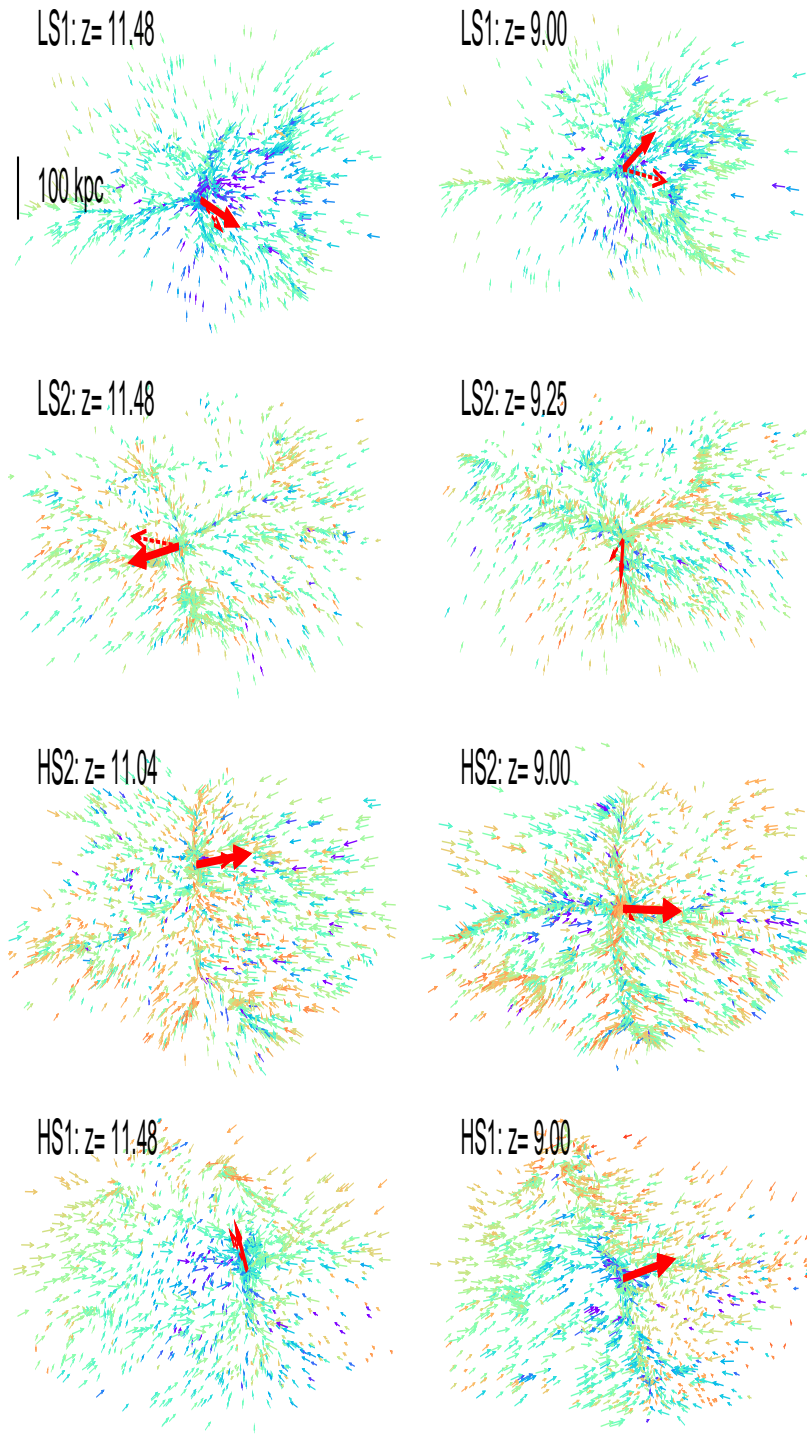 LS1: z= 11.48
LS1: z= 9.00
100 kpc
LS2: z= 11.48
LS2: z= 9.25
HS2: z= 11.04
HS2: z= 9.00
HS1: z= 11.48
HS1: z= 9.00